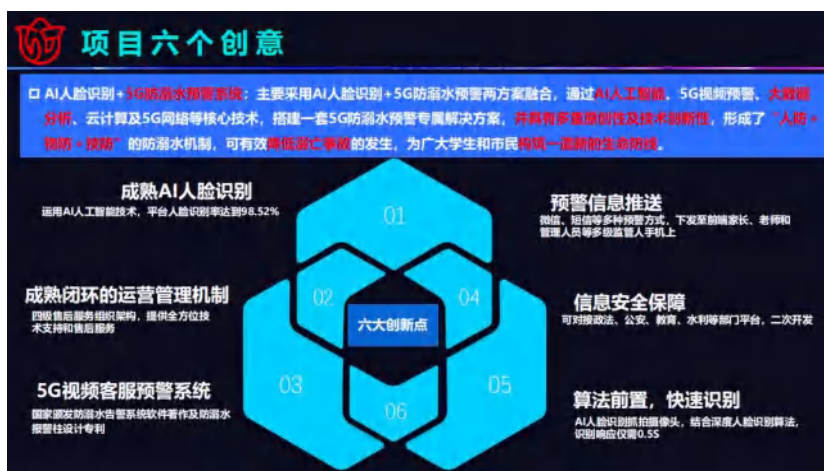 项目六个创意
AI人脸识别+5G防溺水预警系统：主要采用AI人脸识别+5G防溺水预警两方案融合，通过AI人工智能、5G视频预警、大数据
分析、云计算及5G网络等核心技术，搭建一套5G防溺水预警专属解决方案，并具有多重原创性及技术创新性，形成了“人防+
物防+技防”的防溺水机制，可有效降低溺亡事故的发生，为广大学生和市民构筑一道新的生命防线。
成熟AI人脸识别
运用AI人工智能技术，平台人脸识别率达到98.52%
成熟闭环的运营管理机制
四级售后服务组织架构，提供全方位技
术支持和售后服务
5G视频客服预警系统
国家颁发防溺水告警系统软件著作及防溺水
报警柱设计专利
01
02
03
04
05
06
六大创新点
预警信息推送
微信、短信等多种预警方式，下发至前端家长、老师和
管理人员等多级监管人手机上
信息安全保障
可对接政法、公安、教育、水利等部门平台，二次开发
算法前置，快速识别
AI人脸识别抓拍摄像头，结合深度人脸识别算法，
识别响应仅需0.5S